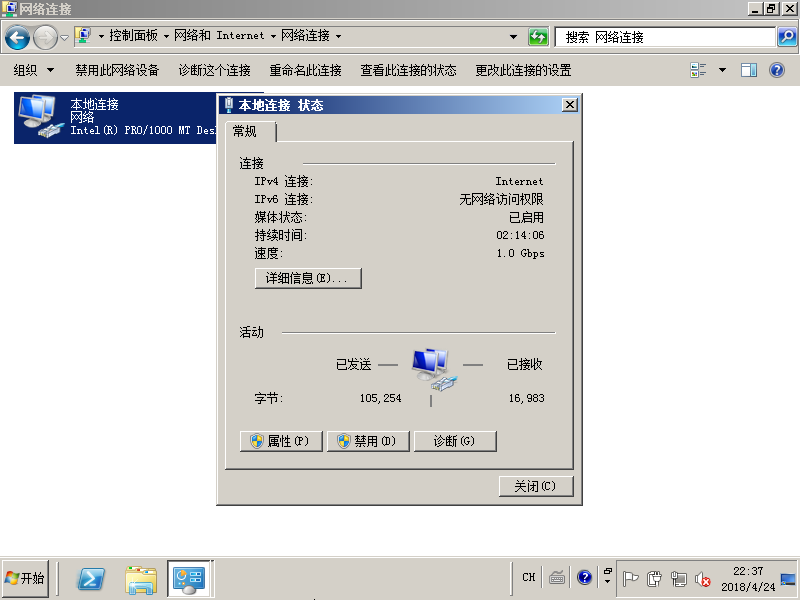 网络连接
控制面板 网络和 Internet 网络连接
搜索 网络连接
组织 禁用此网络设备 诊断这个连接 重命名此连接 查看此连接的状态 更改此连接的设置
本地连接
网络
Intel(R) PRO/1000 MT Des
本地连接 状态
常规
连接
IPv4 连接: Internet
IPv6 连接: 无网络访问权限
媒体状态: 已启用
持续时间: 02:14:06
速度: 1.0 Gbps
详细信息(E)...
活动
已发送 — — 已接收
字节: 105,254 16,983
属性(P) 禁用(D) 诊断(G)
关闭(C)
开始
CH
22:37
2018/4/24